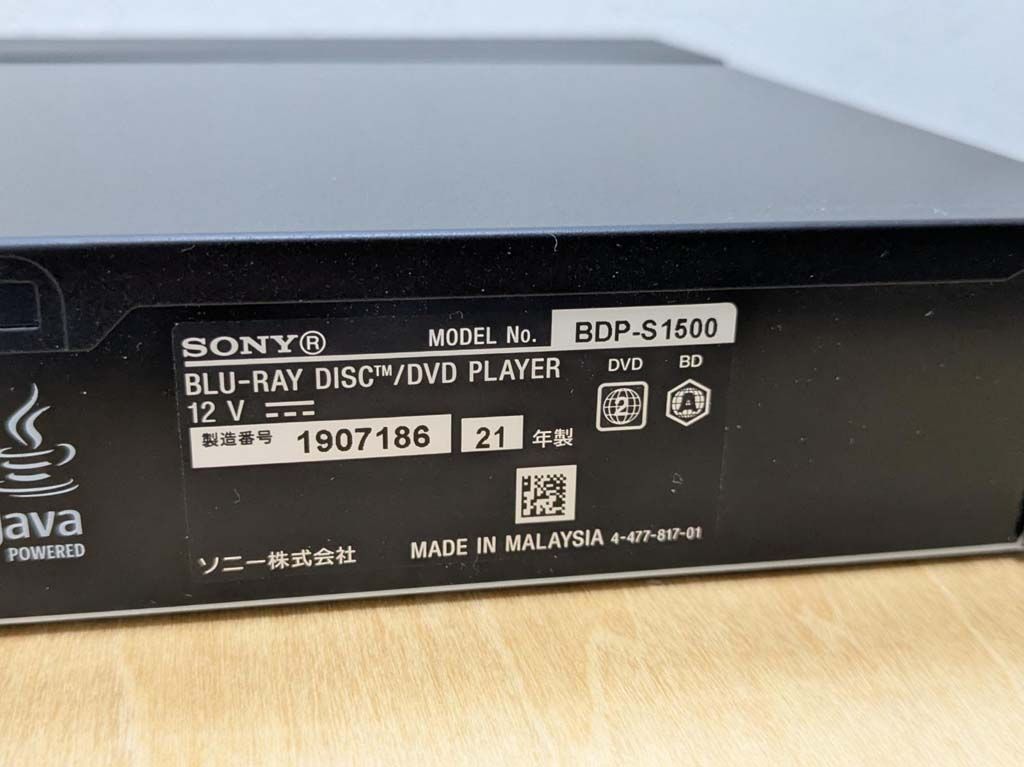 SONY®
MODEL No. BDP-S1500
BLU-RAY DISC™/DVD PLAYER
DVD BD
12 V
2 A
製造番号 1907186 21 年製
Java
POWERED
ソニー株式会社
MADE IN MALAYSIA 4-477-817-01